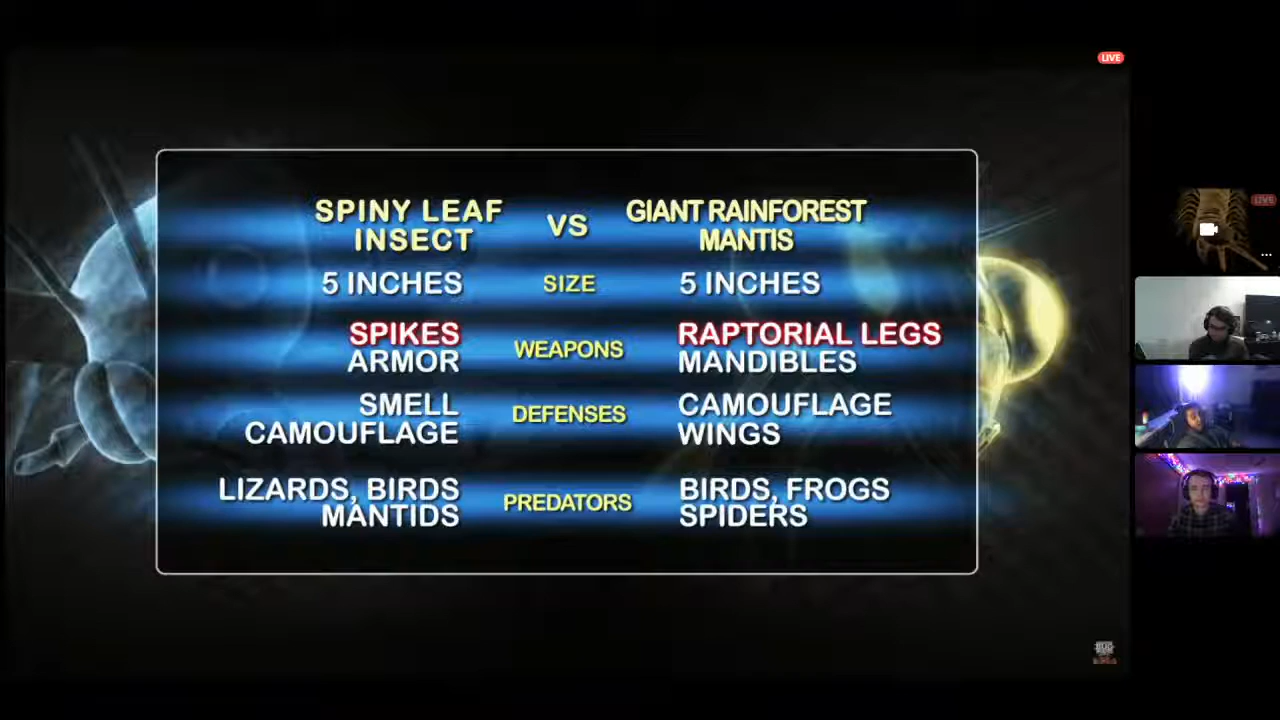 LIVE
SPINY LEAF
INSECT
VS
GIANT RAINFOREST
MANTIS
5 INCHES
SIZE
5 INCHES
SPIKES
ARMOR
WEAPONS
RAPTORIAL LEGS
MANDIBLES
SMELL
CAMOUFLAGE
DEFENSES
CAMOUFLAGE
WINGS
LIZARDS, BIRDS
MANTIDS
PREDATORS
BIRDS, FROGS
SPIDERS
LIVE